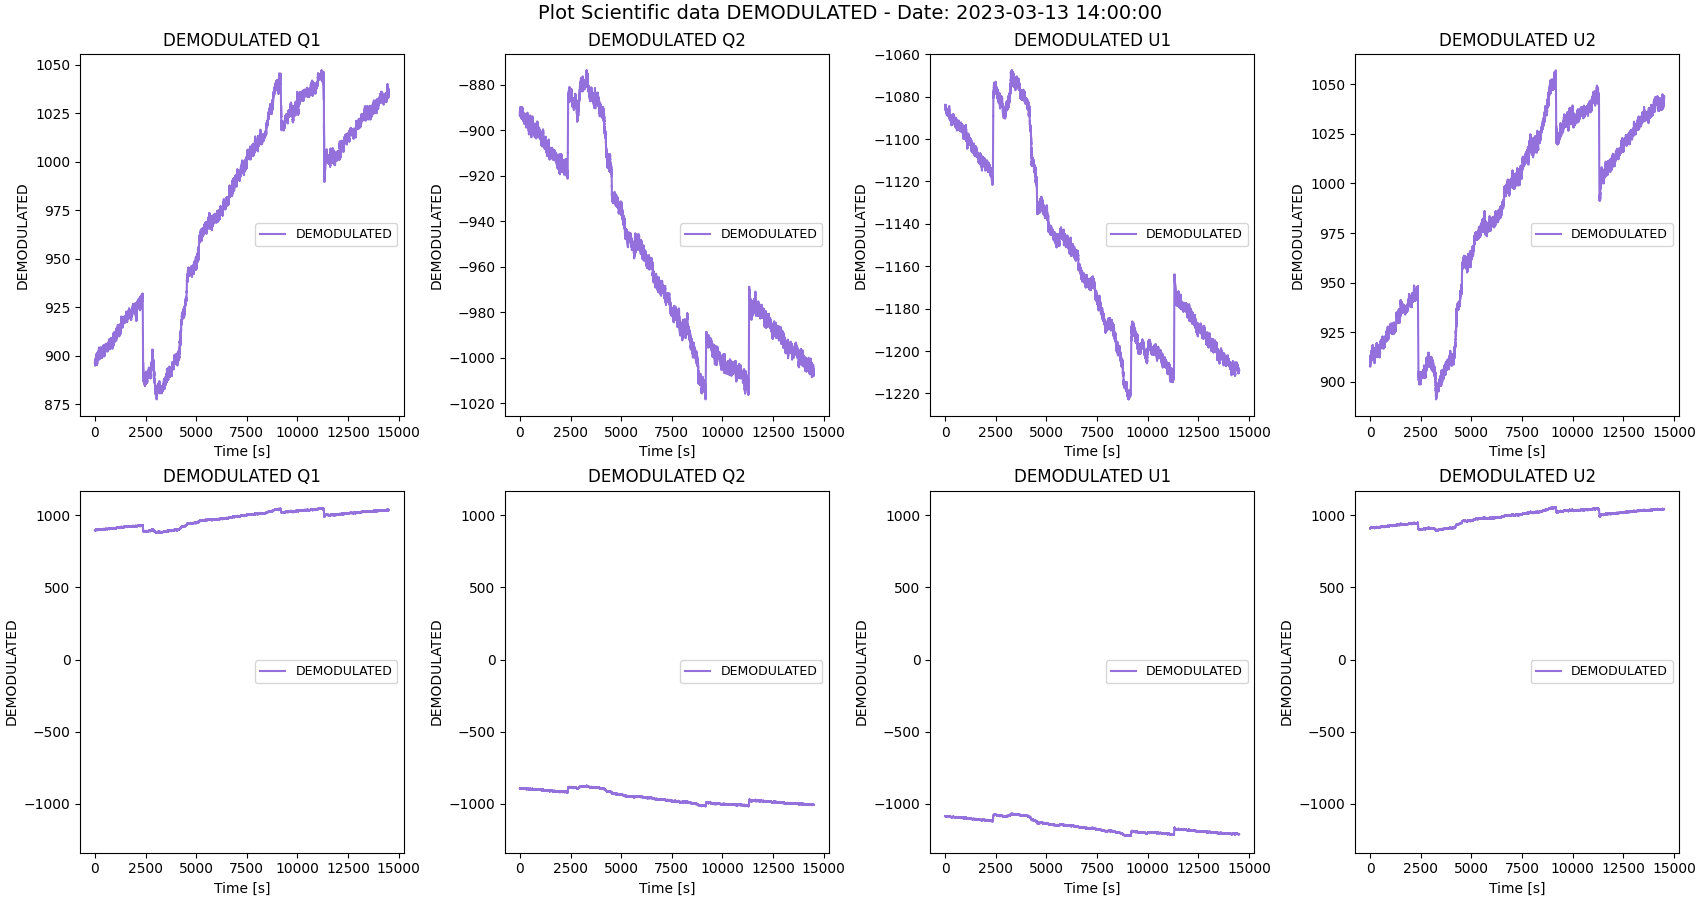 Plot Scientific data DEMODULATED - Date: 2023-03-13 14:00:00
DEMODULATED Q1
1050
1025
1000
975
950
925
900
875
DEMODULATED
DEMODULATED
0 2500 5000 7500 10000 12500 15000
Time [s]
DEMODULATED Q2
−880
−900
−920
−940
−960
−980
−1000
−1020
DEMODULATED
DEMODULATED
0 2500 5000 7500 10000 12500 15000
Time [s]
DEMODULATED U1
−1060
−1080
−1100
−1120
−1140
−1160
−1180
−1200
−1220
DEMODULATED
DEMODULATED
0 2500 5000 7500 10000 12500 15000
Time [s]
DEMODULATED U2
1050
1025
1000
975
950
925
900
DEMODULATED
DEMODULATED
0 2500 5000 7500 10000 12500 15000
Time [s]
DEMODULATED Q1
1000
500
0
−500
−1000
DEMODULATED
DEMODULATED
0 2500 5000 7500 10000 12500 15000
Time [s]
DEMODULATED Q2
1000
500
0
−500
−1000
DEMODULATED
DEMODULATED
0 2500 5000 7500 10000 12500 15000
Time [s]
DEMODULATED U1
1000
500
0
−500
−1000
DEMODULATED
DEMODULATED
0 2500 5000 7500 10000 12500 15000
Time [s]
DEMODULATED U2
1000
500
0
−500
−1000
DEMODULATED
DEMODULATED
0 2500 5000 7500 10000 12500 15000
Time [s]